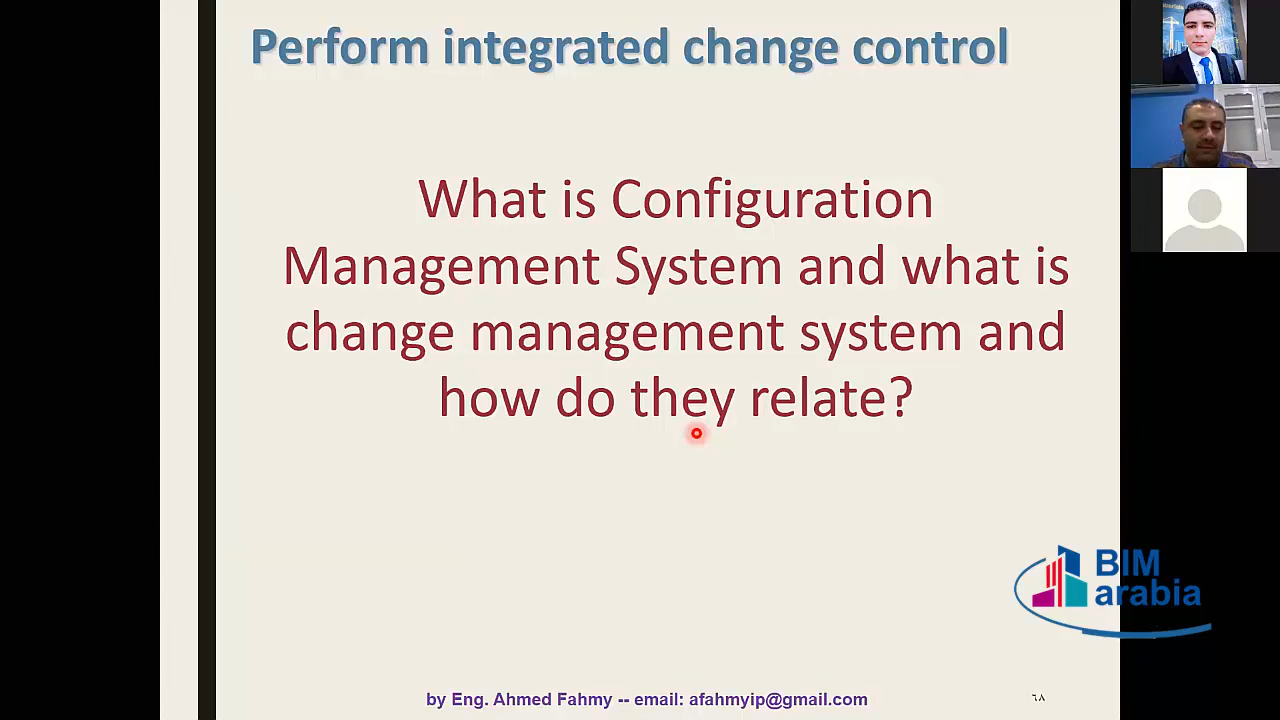 Perform integrated change control
What is Configuration
Management System and what is
change management system and
how do they relate?
BIM
arabia
by Eng. Ahmed Fahmy -- email: afahmyip@gmail.com
٦٨